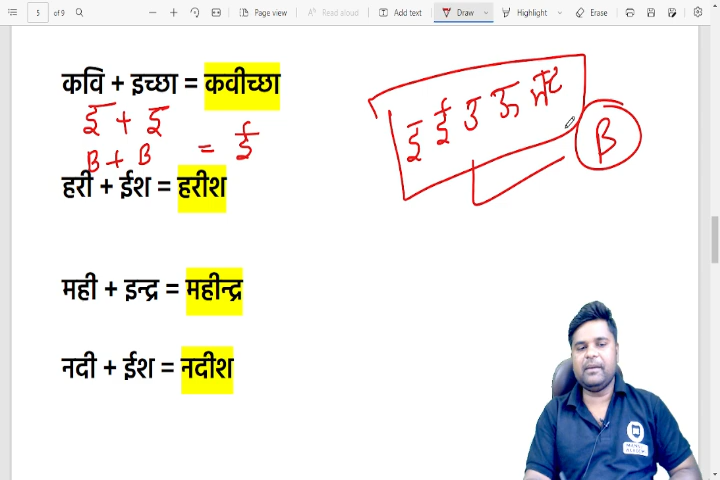 5 of 9 Page view Read aloud Add text Draw Highlight Erase
कवि + इच्छा = कवीच्छा
इ + इ
B + B = ई
इ ई उ ऊ ऋ
B
हरी + ईश = हरीश
मही + इन्द्र = महीन्द्र
नदी + ईश = नदीश